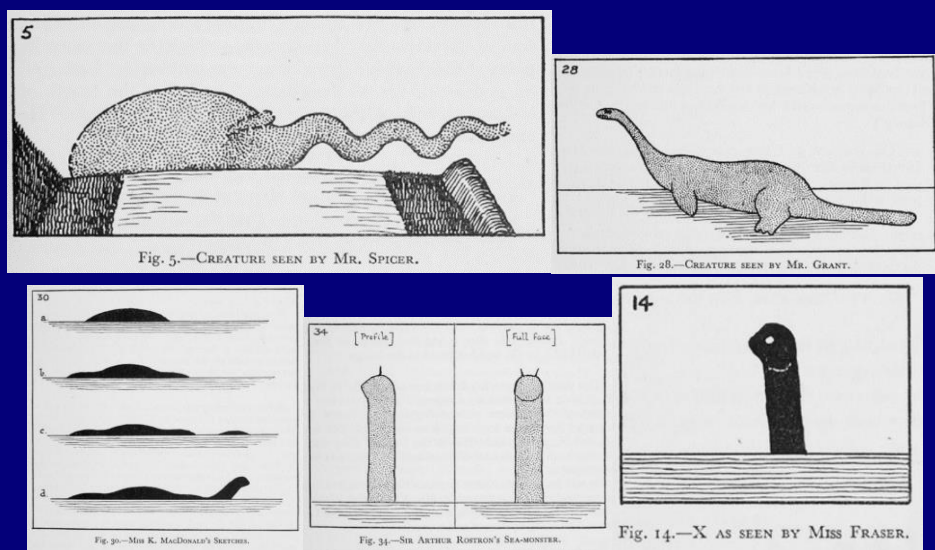 5
Fig. 5.—Creature seen by Mr. Spicer.
28
Fig. 28.—Creature seen by Mr. Grant.
30
a.
b.
c.
d.
Fig. 30.—Miss K. MacDonald's Sketches.
34
[Profile]
[Full Face]
Fig. 34.—Sir Arthur Rostron's Sea-monster.
14
Fig. 14.—X as seen by Miss Fraser.